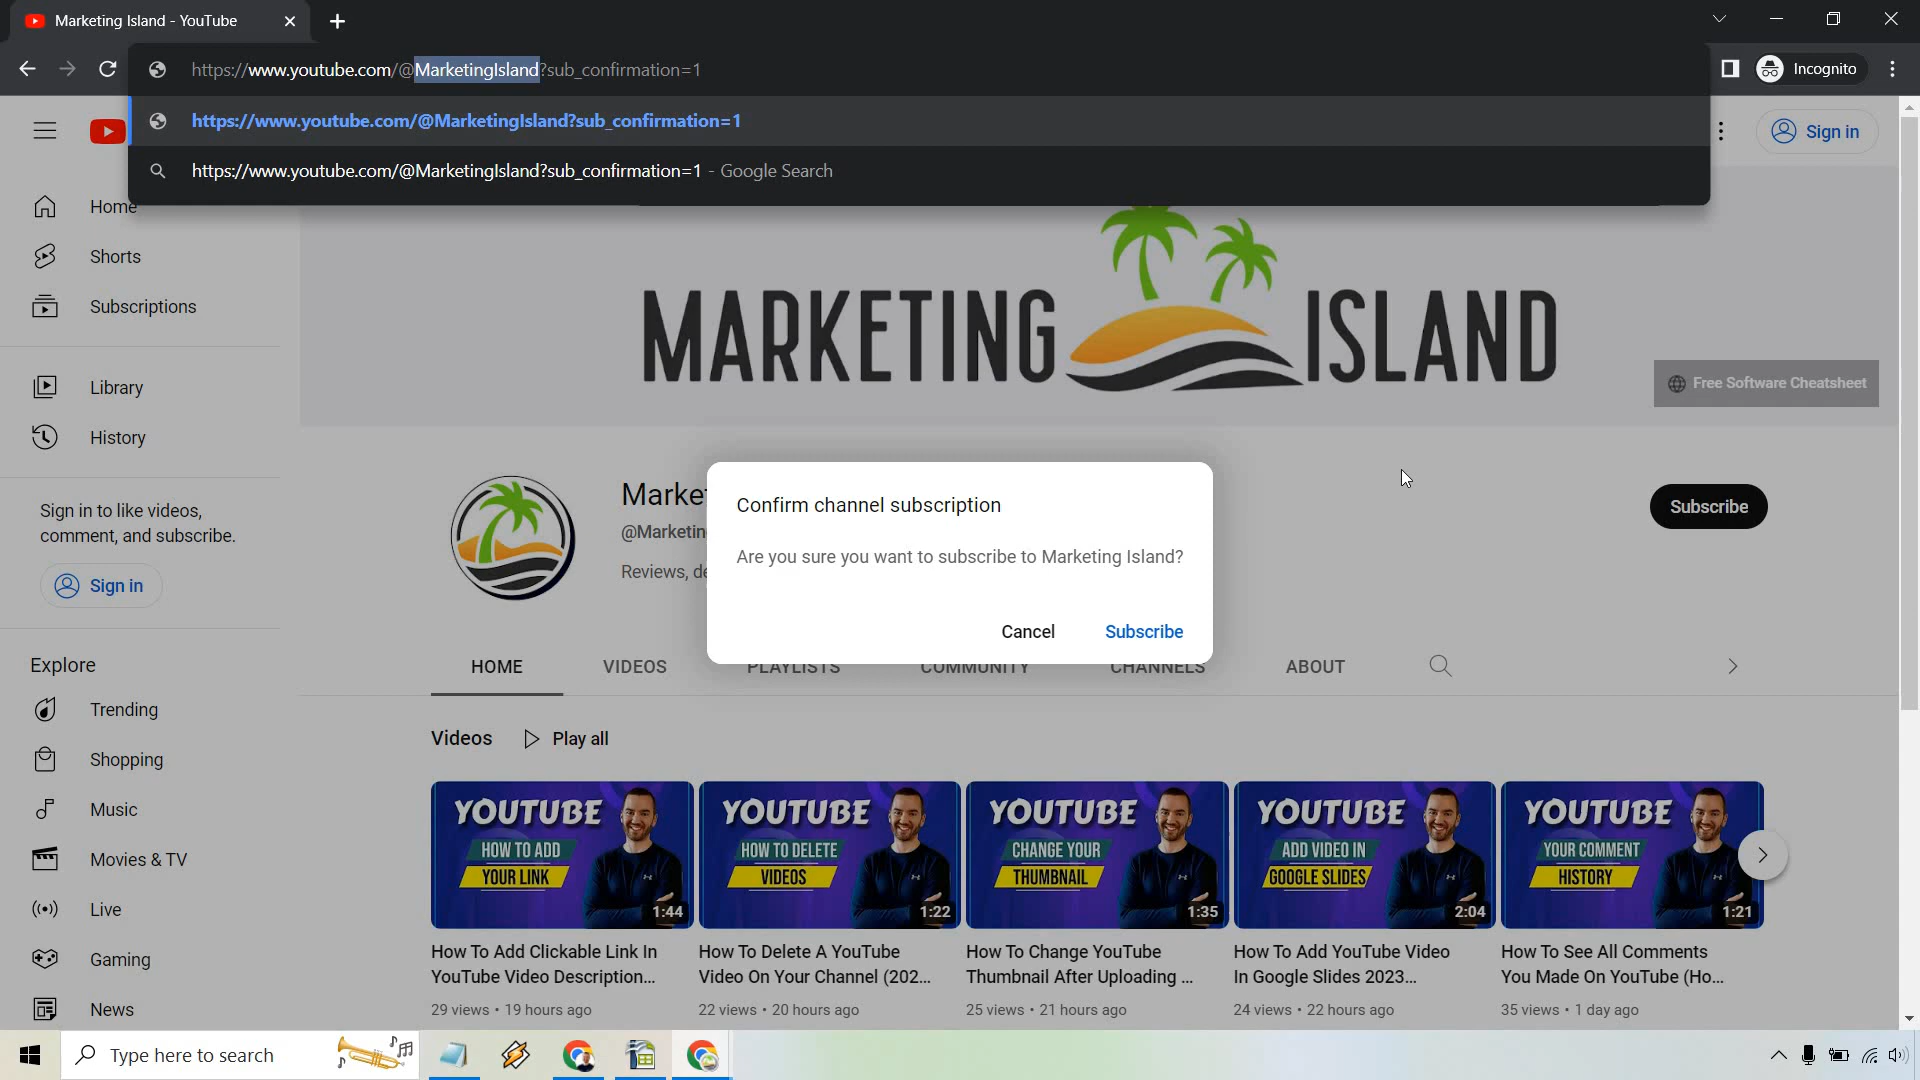 Marketing Island - YouTube
https://www.youtube.com/@MarketingIsland?sub_confirmation=1
Incognito
https://www.youtube.com/@MarketingIsland?sub_confirmation=1
https://www.youtube.com/@MarketingIsland?sub_confirmation=1 - Google Search
Sign in
Home
Shorts
Subscriptions
Library
History
Sign in to like videos,
comment, and subscribe.
Sign in
Explore
Trending
Shopping
Music
Movies & TV
Live
Gaming
News
MARKETING ISLAND
Free Software Cheatsheet
Marke
@Marketin
Reviews, de
Subscribe
Confirm channel subscription
Are you sure you want to subscribe to Marketing Island?
Cancel Subscribe
HOME VIDEOS PLAYLISTS COMMUNITY CHANNELS ABOUT
Videos Play all
YOUTUBE
HOW TO ADD
YOUR LINK
1:44
How To Add Clickable Link In
YouTube Video Description...
29 views • 19 hours ago
YOUTUBE
HOW TO DELETE
VIDEOS
1:22
How To Delete A YouTube
Video On Your Channel (202...
22 views • 20 hours ago
YOUTUBE
CHANGE YOUR
THUMBNAIL
1:35
How To Change YouTube
Thumbnail After Uploading ...
25 views • 21 hours ago
YOUTUBE
ADD VIDEO IN
GOOGLE SLIDES
2:04
How To Add YouTube Video
In Google Slides 2023...
24 views • 22 hours ago
YOUTUBE
YOUR COMMENT
HISTORY
1:21
How To See All Comments
You Made On YouTube (Ho...
35 views • 1 day ago
Type here to search